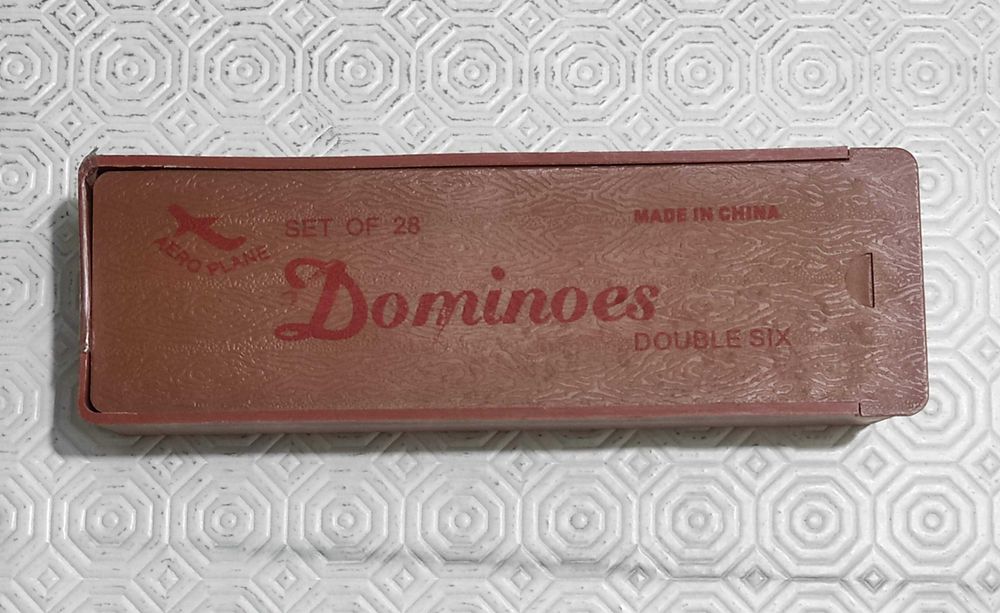 AERO PLANE
SET OF 28
MADE IN CHINA
Dominoes
DOUBLE SIX